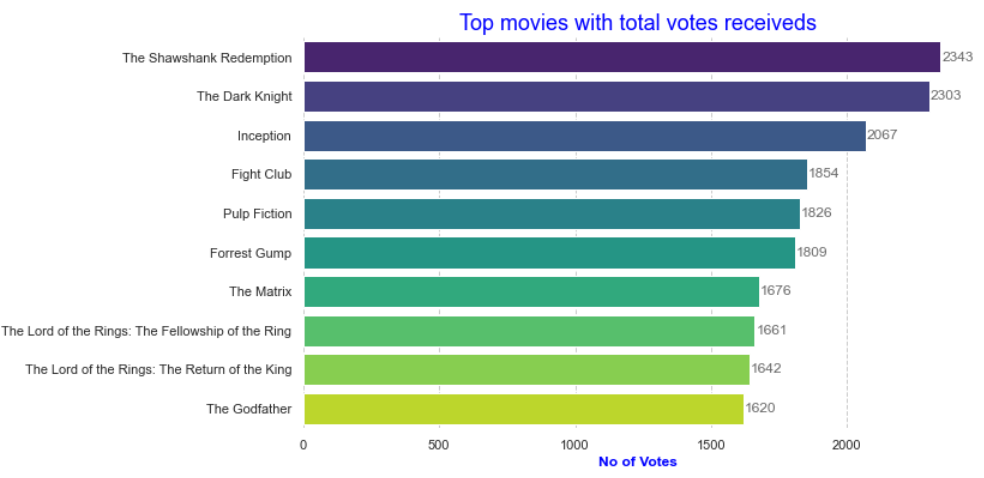 Top movies with total votes receiveds
The Shawshank Redemption 2343
The Dark Knight 2303
Inception 2067
Fight Club 1854
Pulp Fiction 1826
Forrest Gump 1809
The Matrix 1676
The Lord of the Rings: The Fellowship of the Ring 1661
The Lord of the Rings: The Return of the King 1642
The Godfather 1620
0 500 1000 1500 2000
No of Votes